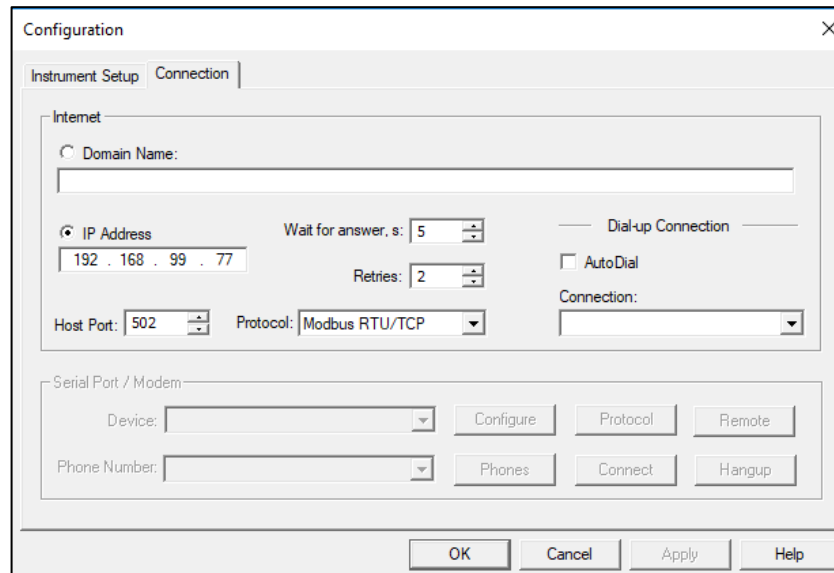 Configuration
Instrument Setup Connection
Internet
Domain Name:
IP Address Wait for answer, s: 5 Dial-up Connection
192 . 168 . 99 . 77 AutoDial
Retries: 2
Connection:
Host Port: 502 Protocol: Modbus RTU/TCP
Serial Port / Modem
Device: Configure Protocol Remote
Phone Number: Phones Connect Hangup
OK Cancel Apply Help